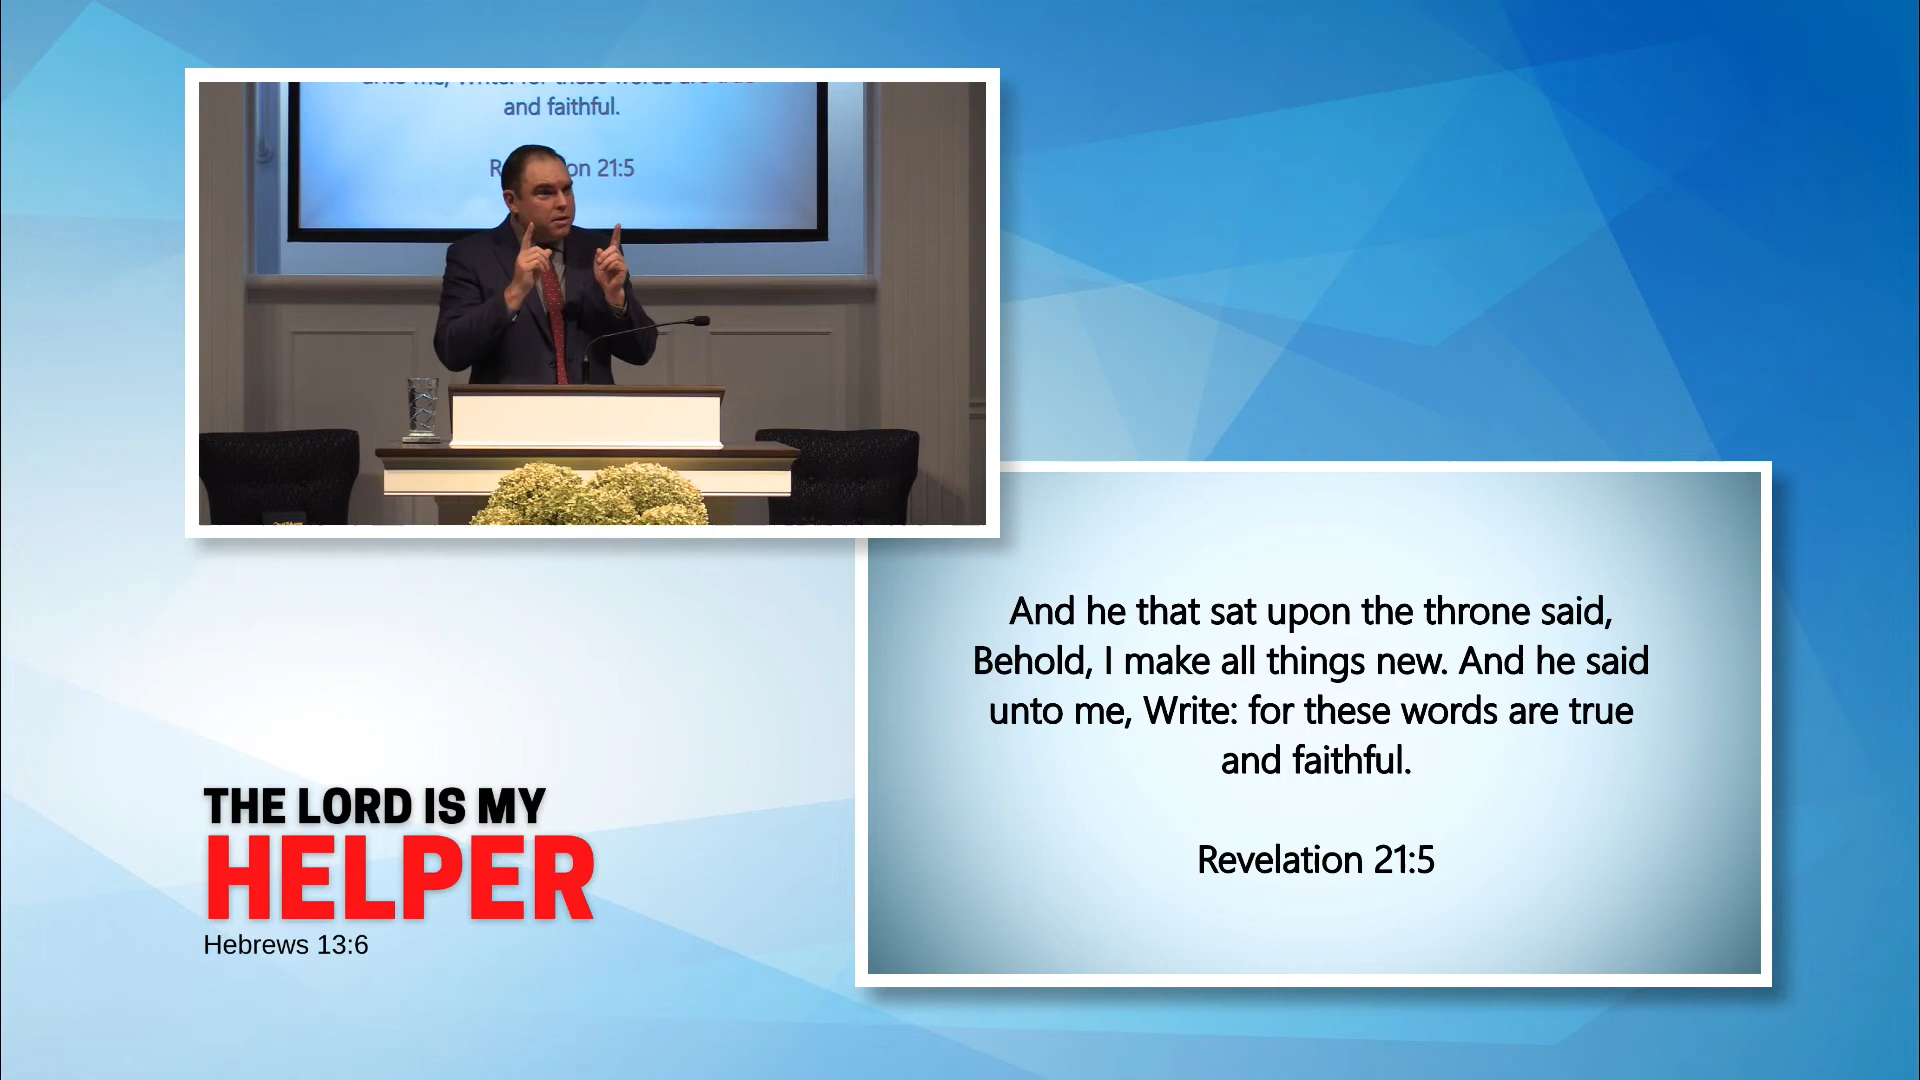 and faithful.
Revelation 21:5
And he that sat upon the throne said,
Behold, I make all things new. And he said
unto me, Write: for these words are true
and faithful.
Revelation 21:5
THE LORD IS MY
HELPER
Hebrews 13:6